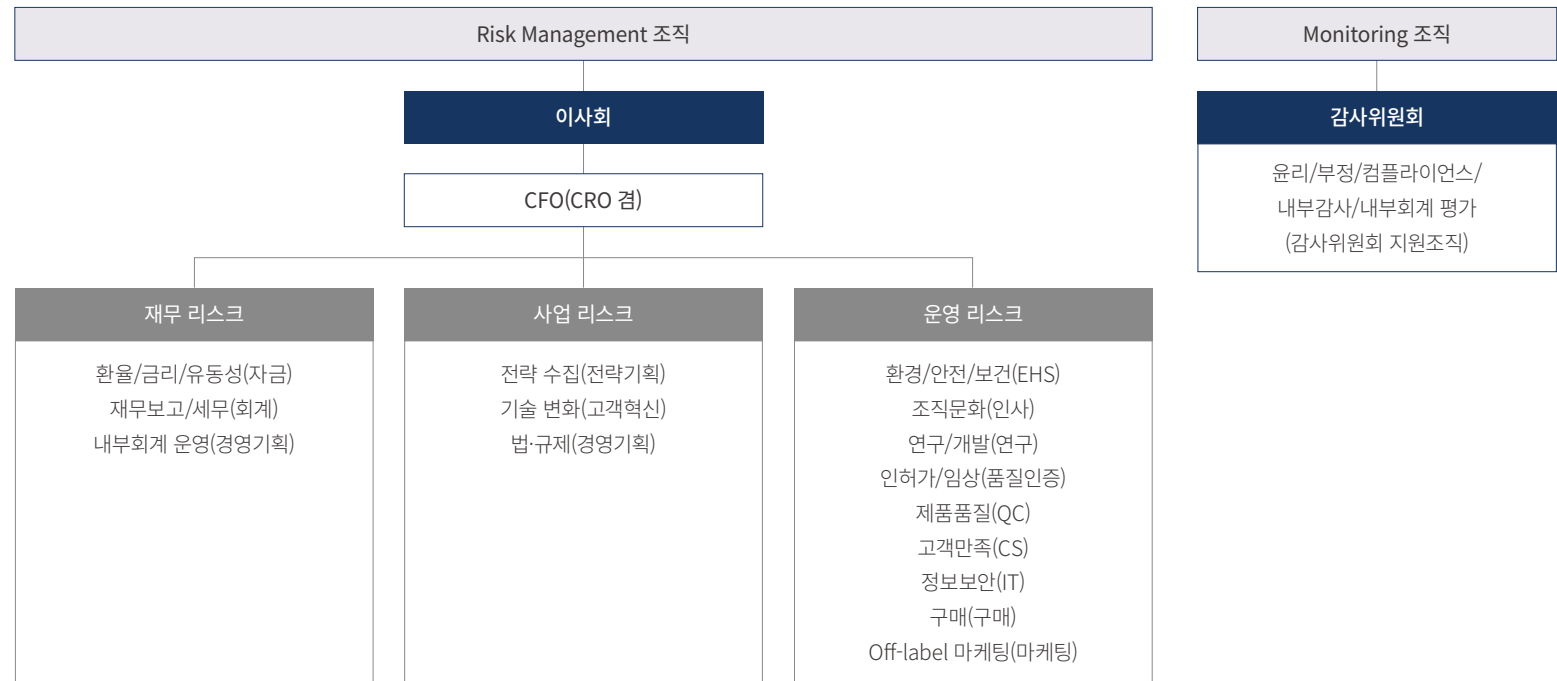 Risk Management 조직
이사회
CFO(CRO 겸)
재무 리스크
환율/금리/유동성(자금)
재무보고/세무(회계)
내부회계 운영(경영기획)
사업 리스크
전략 수집(전략기획)
기술 변화(고객혁신)
법·규제(경영기획)
운영 리스크
환경/안전/보건(EHS)
조직문화(인사)
연구/개발(연구)
인허가/임상(품질인증)
제품품질(QC)
고객만족(CS)
정보보안(IT)
구매(구매)
Off-label 마케팅(마케팅)
Monitoring 조직
감사위원회
윤리/부정/컴플라이언스/
내부감사/내부회계 평가
(감사위원회 지원조직)